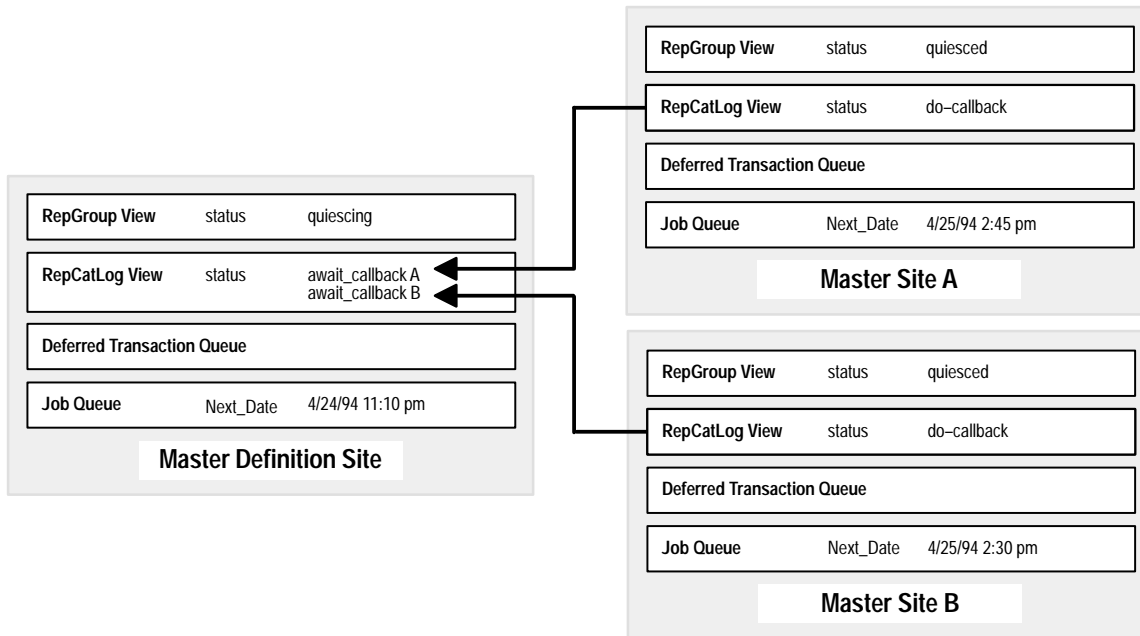 RepGroup View status quiescing
RepCatLog View status await_callback A
await_callback B
Deferred Transaction Queue
Job Queue Next_Date 4/24/94 11:10 pm
Master Definition Site
RepGroup View status quiesced
RepCatLog View status do–callback
Deferred Transaction Queue
Job Queue Next_Date 4/25/94 2:45 pm
Master Site A
RepGroup View status quiesced
RepCatLog View status do–callback
Deferred Transaction Queue
Job Queue Next_Date 4/25/94 2:30 pm
Master Site B